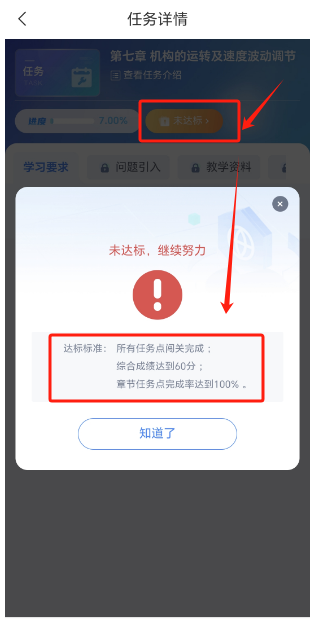 任务详情
第七章 机构的运转及速度波动调节
任务
查看任务介绍
进度
7.00%
未达标 >
学习要求
问题引入
教学资料
未达标，继续努力
达标标准： 所有任务点闯关完成；
综合成绩达到60分；
章节任务点完成率达到100% 。
知道了